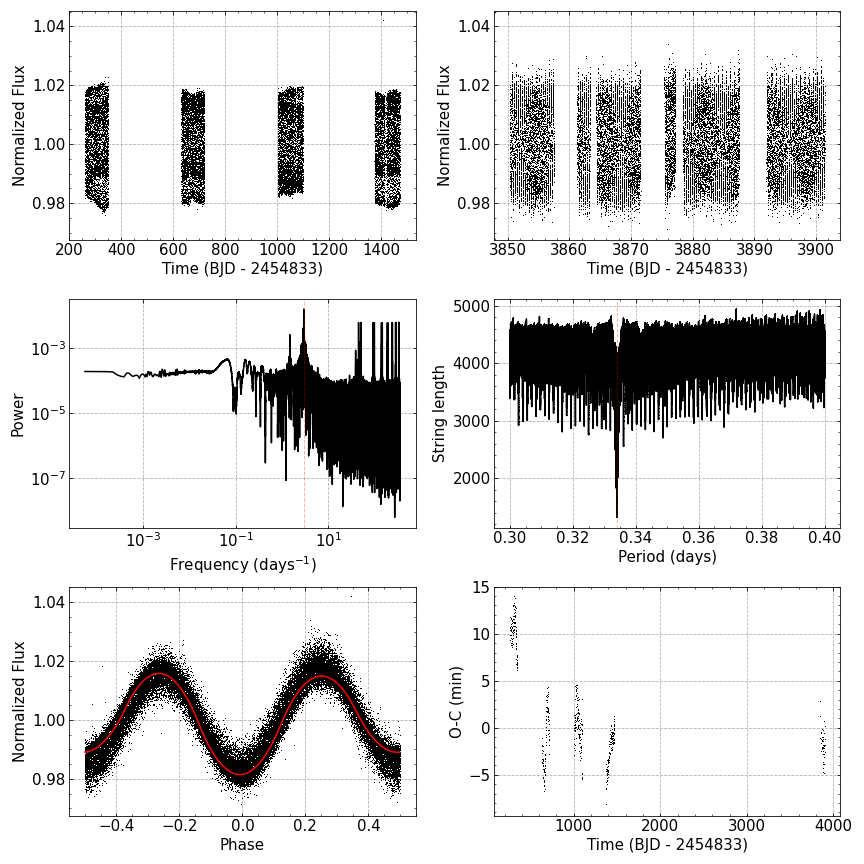 1.04
1.02
1.00
0.98
Normalized Flux
200 400 600 800 1000 1200 1400
Time (BJD - 2454833)
1.04
1.02
1.00
0.98
Normalized Flux
3850 3860 3870 3880 3890 3900
Time (BJD - 2454833)
10⁻³
10⁻⁵
10⁻⁷
Power
10⁻³ 10⁻¹ 10¹
Frequency (days⁻¹)
5000
4000
3000
2000
String length
0.30 0.32 0.34 0.36 0.38 0.40
Period (days)
1.04
1.02
1.00
0.98
Normalized Flux
−0.4 −0.2 0.0 0.2 0.4
Phase
15
10
5
0
−5
O-C (min)
1000 2000 3000 4000
Time (BJD - 2454833)